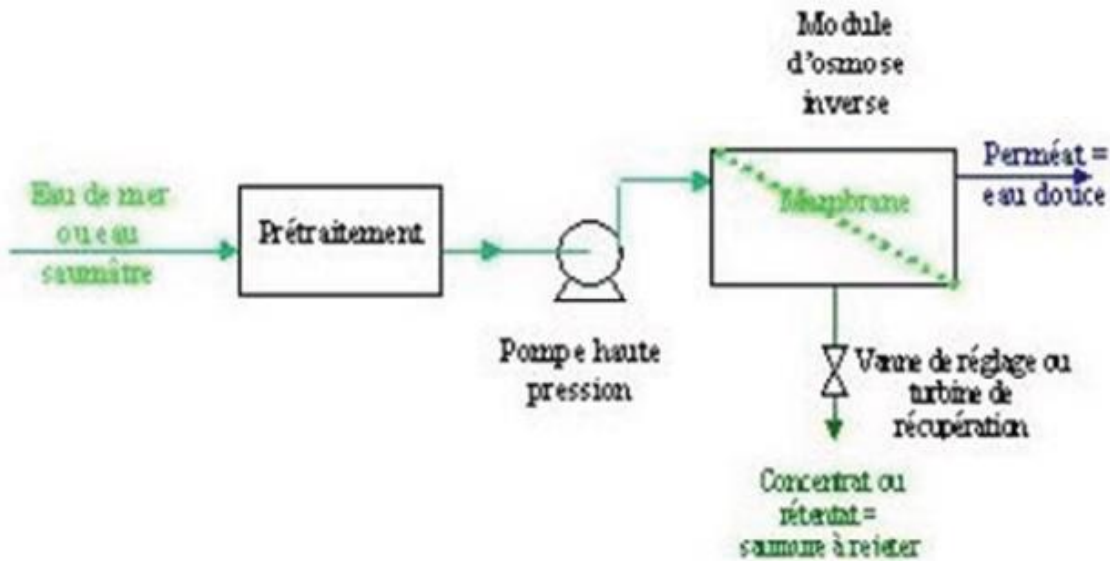 Module
d'osmose
inverse
Eau de mer
ou eau
saumâtre
Prétraitement
Membrane
Perméat =
eau douce
Pompe haute
pression
Vanne de réglage ou
turbine de
récupération
Concentrat ou
rétentat =
saumure à rejeter